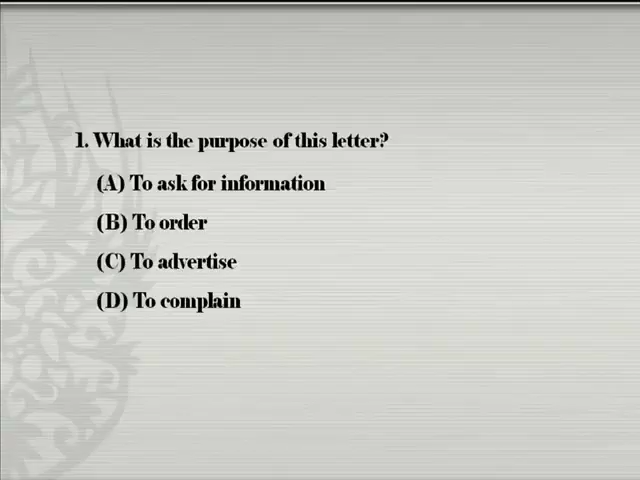 1. What is the purpose of this letter?
(A) To ask for information
(B) To order
(C) To advertise
(D) To complain